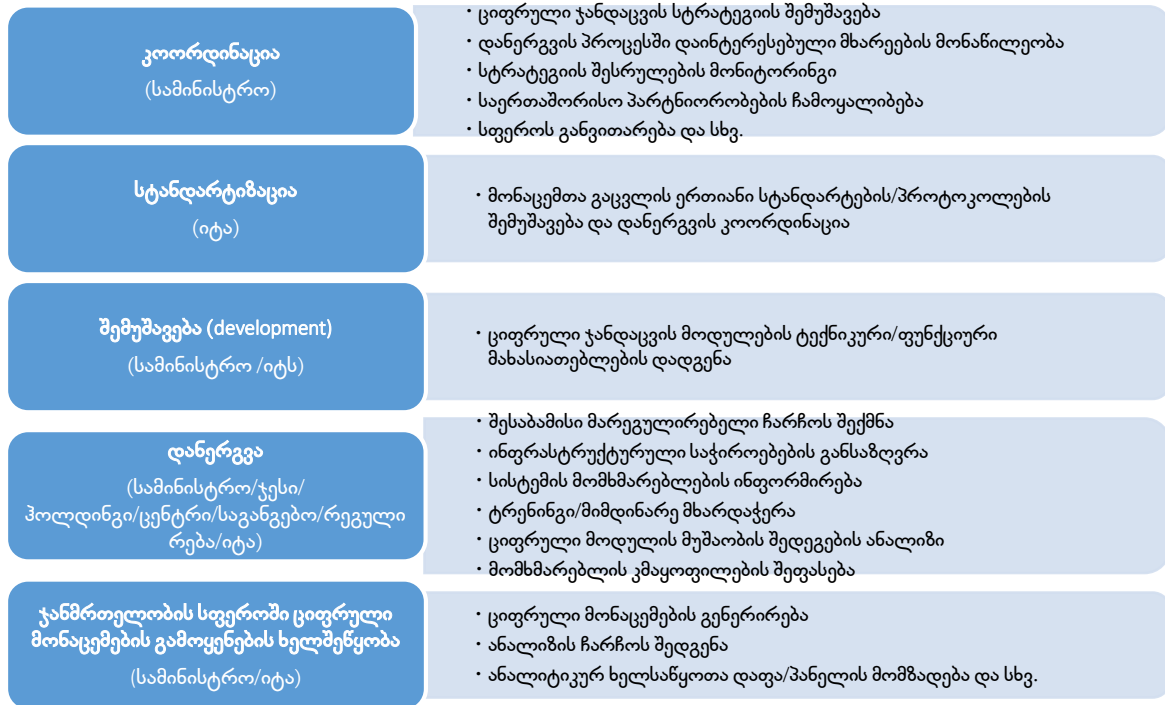 კოორდინაცია
(სამინისტრო)
· ციფრული ჯანდაცვის სტრატეგიის შემუშავება
· დანერგვის პროცესში დაინტერესებული მხარეების მონაწილეობა
· სტრატეგიის შესრულების მონიტორინგი
· საერთაშორისო პარტნიორობების ჩამოყალიბება
· სფეროს განვითარება და სხვ.
სტანდარტიზაცია
(იტა)
· მონაცემთა გაცვლის ერთიანი სტანდარტების/პროტოკოლების
შემუშავება და დანერგვის კოორდინაცია
შემუშავება (development)
(სამინისტრო /იტს)
· ციფრული ჯანდაცვის მოდულების ტექნიკური/ფუნქციური
მახასიათებლების დადგენა
დანერგვა
(სამინისტრო/ჯესი/
ჰოლდინგი/ცენტრი/საგანგებო/რეგული
რება/იტა)
· შესაბამისი მარეგულირებელი ჩარჩოს შექმნა
· ინფრასტრუქტურული საჭიროებების განსაზღვრა
· სისტემის მომხმარებლების ინფორმირება
· ტრენინგი/მიმდინარე მხარდაჭერა
· ციფრული მოდულის მუშაობის შედეგების ანალიზი
· მომხმარებლის კმაყოფილების შეფასება
ჯანმრთელობის სფეროში ციფრული
მონაცემების გამოყენების ხელშეწყობა
(სამინისტრო/იტა)
· ციფრული მონაცემების გენერირება
· ანალიზის ჩარჩოს შედგენა
· ანალიტიკურ ხელსაწყოთა დაფა/პანელის მომზადება და სხვ.